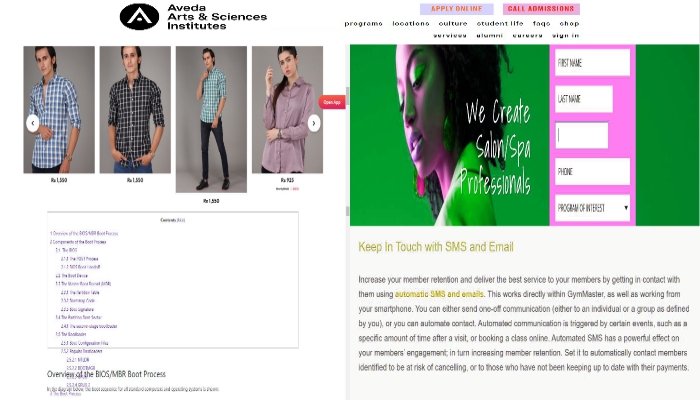 Aveda
Arts & Sciences
Institutes
APPLY ONLINE
CALL ADMISSIONS
programs locations culture student life faqs shop
services alumni careers sign in
Open App
Rs 1,550
Rs 1,550
Rs 1,550
Rs 925
We Create
Salon/Spa
Professionals
FIRST NAME
LAST NAME
PHONE
PROGRAM OF INTEREST
Contents [hide]
1 Overview of the BIOS/MBR Boot Process
2 Components of the Boot Process
2.1 The BIOS
2.1.1 The POST Process
2.1.2 BIOS Handoff
2.2 The Boot Device
2.3 The Master Boot Record (MBR)
2.3.1 The Partition Table
2.3.2 Bootstrap Code
2.3.3 Boot Signature
2.4 The Partition Boot Sector
2.4.1 The second-stage bootloader
2.5 The Bootloader
2.5.1 Boot Configuration Files
2.5.2 Popular Bootloaders
2.5.2.1 NTLDR
2.5.2.2 BOOTMGR
Overview of the BIOS/MBR Boot Process
In the diagram below, the boot sequence for all standard computers and operating systems is shown:
3 The Boot Process
Keep In Touch with SMS and Email
Increase your member retention and deliver the best service to your members by getting in contact with
them using automatic SMS and emails. This works directly within GymMaster, as well as working from
your smartphone. You can either send one-off communication (either to an individual or a group as defined
by you), or you can automate contact. Automated communication is triggered by certain events, such as a
specific amount of time after a visit, or booking a class online. Automated SMS has a powerful effect on
your members' engagement; in turn increasing member retention. Set it to automatically contact members
identified to be at risk of cancelling, or to those who have not been keeping up to date with their payments.